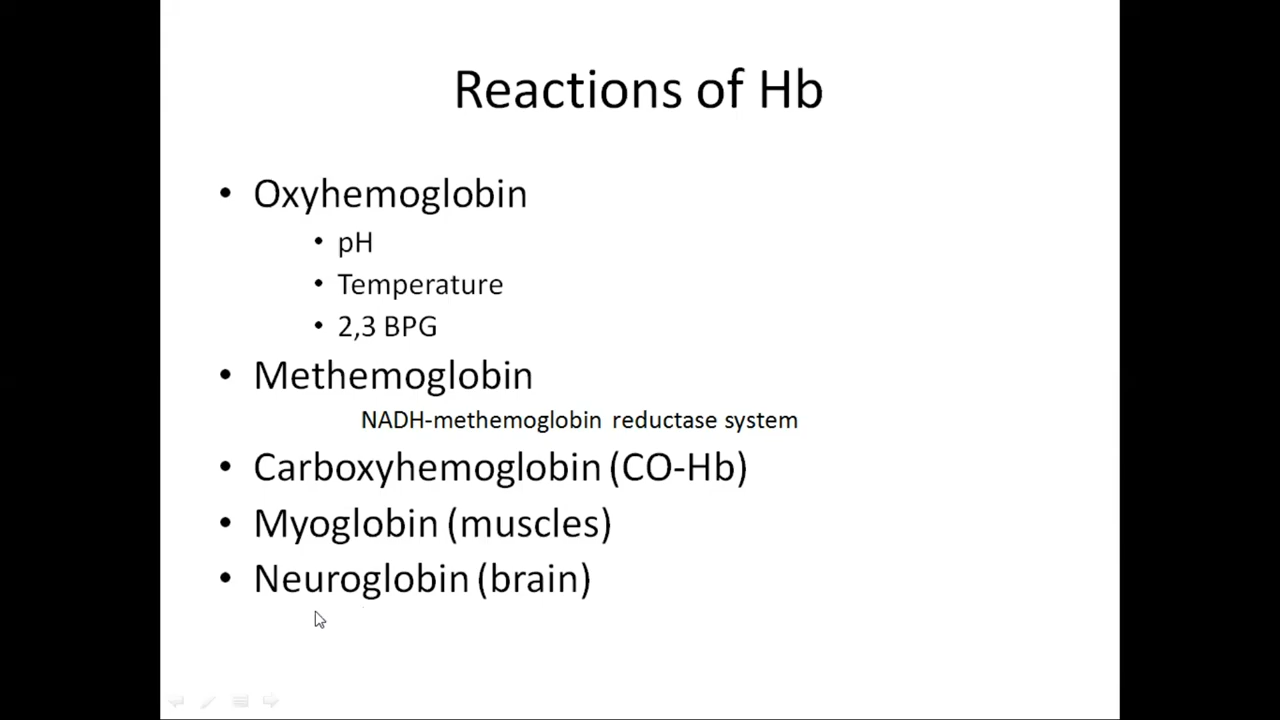 Reactions of Hb
• Oxyhemoglobin
• pH
• Temperature
• 2,3 BPG
• Methemoglobin
NADH-methemoglobin reductase system
• Carboxyhemoglobin (CO-Hb)
• Myoglobin (muscles)
• Neuroglobin (brain)